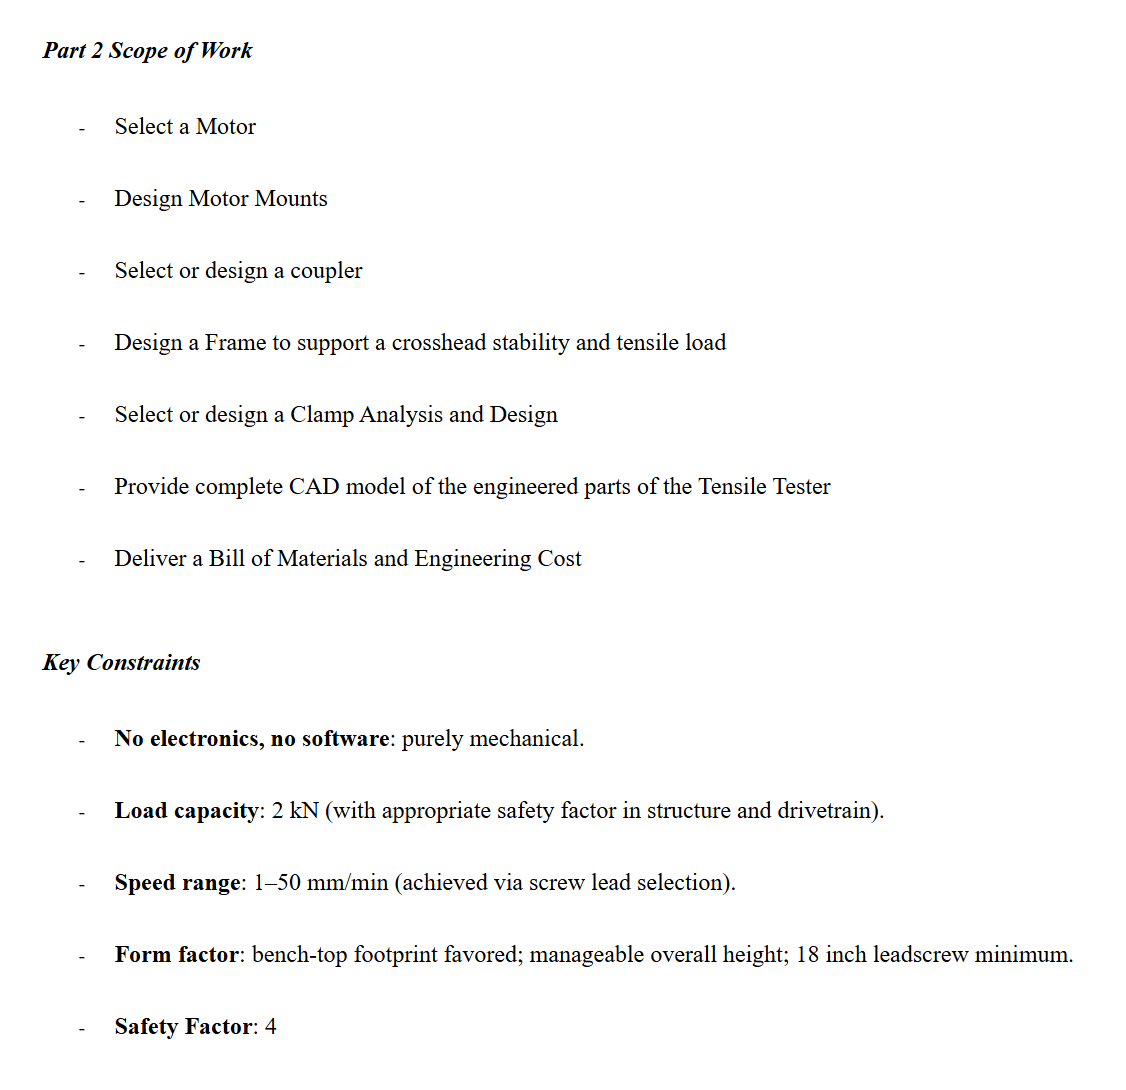 Part 2 Scope of Work
- Select a Motor
- Design Motor Mounts
- Select or design a coupler
- Design a Frame to support a crosshead stability and tensile load
- Select or design a Clamp Analysis and Design
- Provide complete CAD model of the engineered parts of the Tensile Tester
- Deliver a Bill of Materials and Engineering Cost
Key Constraints
- No electronics, no software: purely mechanical.
- Load capacity: 2 kN (with appropriate safety factor in structure and drivetrain).
- Speed range: 1–50 mm/min (achieved via screw lead selection).
- Form factor: bench-top footprint favored; manageable overall height; 18 inch leadscrew minimum.
- Safety Factor: 4